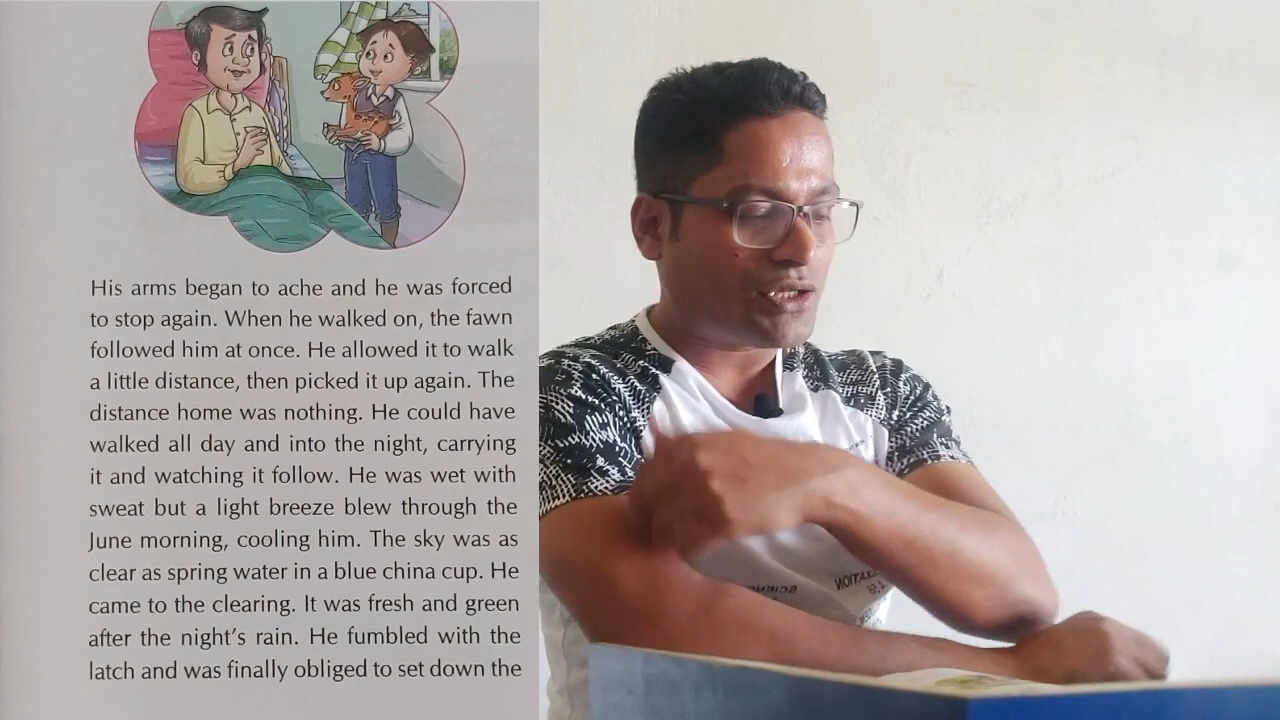 His arms began to ache and he was forced
to stop again. When he walked on, the fawn
followed him at once. He allowed it to walk
a little distance, then picked it up again. The
distance home was nothing. He could have
walked all day and into the night, carrying
it and watching it follow. He was wet with
sweat but a light breeze blew through the
June morning, cooling him. The sky was as
clear as spring water in a blue china cup. He
came to the clearing. It was fresh and green
after the night's rain. He fumbled with the
latch and was finally obliged to set down the